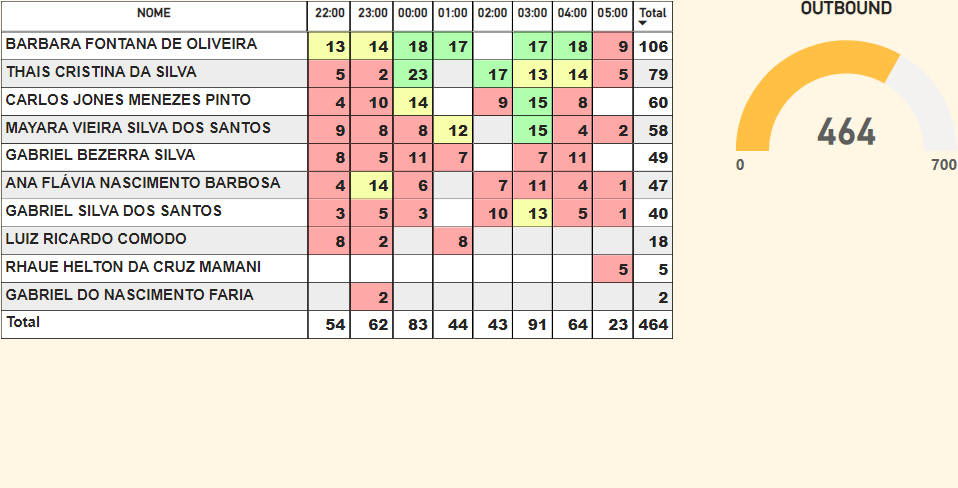 NOME 22:00 23:00 00:00 01:00 02:00 03:00 04:00 05:00 Total
BARBARA FONTANA DE OLIVEIRA 13 14 18 17 17 18 9 106
THAIS CRISTINA DA SILVA 5 2 23 17 13 14 5 79
CARLOS JONES MENEZES PINTO 4 10 14 9 15 8 60
MAYARA VIEIRA SILVA DOS SANTOS 9 8 8 12 15 4 2 58
GABRIEL BEZERRA SILVA 8 5 11 7 7 11 49
ANA FLÁVIA NASCIMENTO BARBOSA 4 14 6 7 11 4 1 47
GABRIEL SILVA DOS SANTOS 3 5 3 10 13 5 1 40
LUIZ RICARDO COMODO 8 2 8 18
RHAUE HELTON DA CRUZ MAMANI 5 5
GABRIEL DO NASCIMENTO FARIA 2 2
Total 54 62 83 44 43 91 64 23 464
OUTBOUND
464
0 700